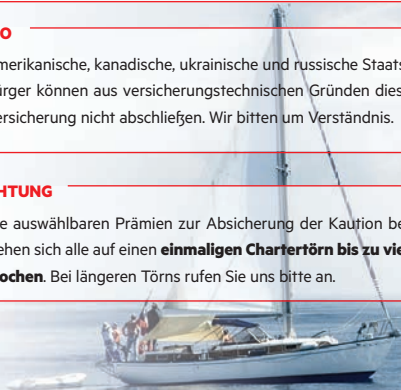 O
merikanische, kanadische, ukrainische und russische Staats
ürger können aus versicherungstechnischen Gründen dies
ersicherung nicht abschließen. Wir bitten um Verständnis.
CHTUNG
e auswählbaren Prämien zur Absicherung der Kaution be
ehen sich alle auf einen einmaligen Chartertörn bis zu vie
ochen. Bei längeren Törns rufen Sie uns bitte an.